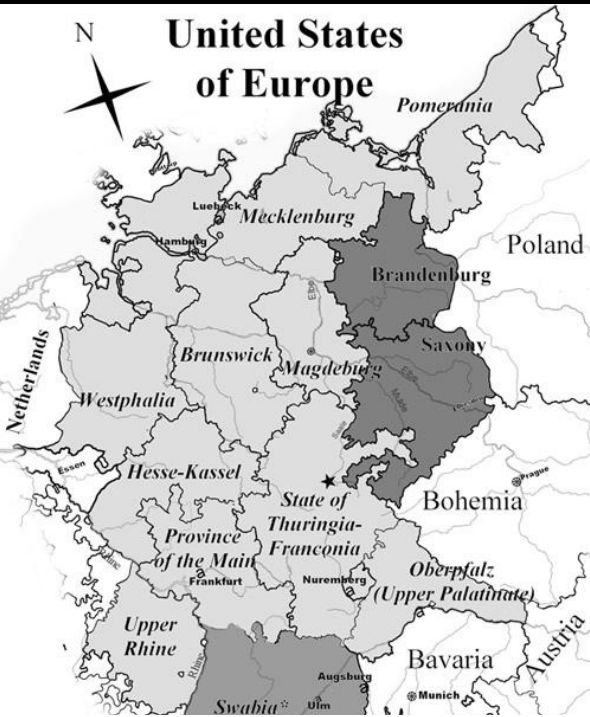 N
United States
of Europe
Pomerania
Luebeck
Mecklenburg
Hamburg
Poland
Brandenburg
Elbe
Netherlands
Saxony
Brunswick
Magdeburg
Elbe
Mulde
Westphalia
Saale
Essen
Hesse-Kassel
Prague
State of
Thuringia-
Franconia
Bohemia
Province
of the Main
Rhine
Frankfurt
Nuremberg
Oberpfalz
(Upper Palatinate)
Upper
Rhine
Rhine
Austria
Bavaria
Augsburg
Munich
Swabia
Ulm